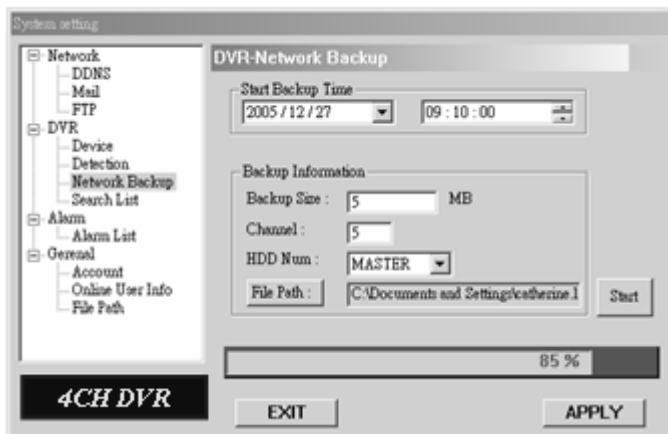 System setting
Network
DDNS
Mail
FTP
DVR
Device
Detection
Network Backup
Search List
Alarm
Alarm List
Gerenal
Account
Online User Info
File Path
4CH DVR
DVR-Network Backup
Start Backup Time
2005 / 12 / 27 09 : 10 : 00
Backup Information
Backup Size : 5 MB
Channel : 5
HDD Num : MASTER
File Path : C:\Documents and Settings\catherine.l Start
85 %
EXIT APPLY